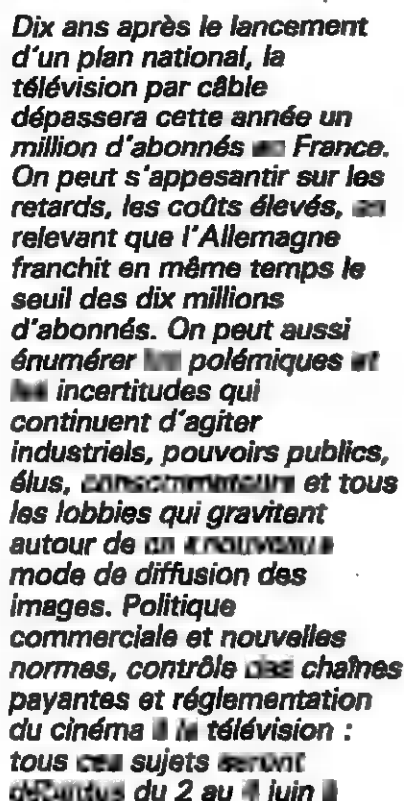 Dix ans après le lancement
d'un plan national, la
télévision par câble
dépassera cette année un
million d'abonnés France.
On peut s'appesantir sur les
retards, les coûts élevés,
relevant que l'Allemagne
franchit en même temps le
seuil des dix millions
d'abonnés. On peut aussi
énumérer polémiques
incertitudes qui
continuent d'agiter
industriels, pouvoirs publics,
élus, et tous
les lobbies qui gravitent
autour de
mode de diffusion des
images. Politique
commerciale et nouvelles
normes, contrôle chaînes
payantes et réglementation
du cinéma télévision :
tous sujets
du 2 au juin